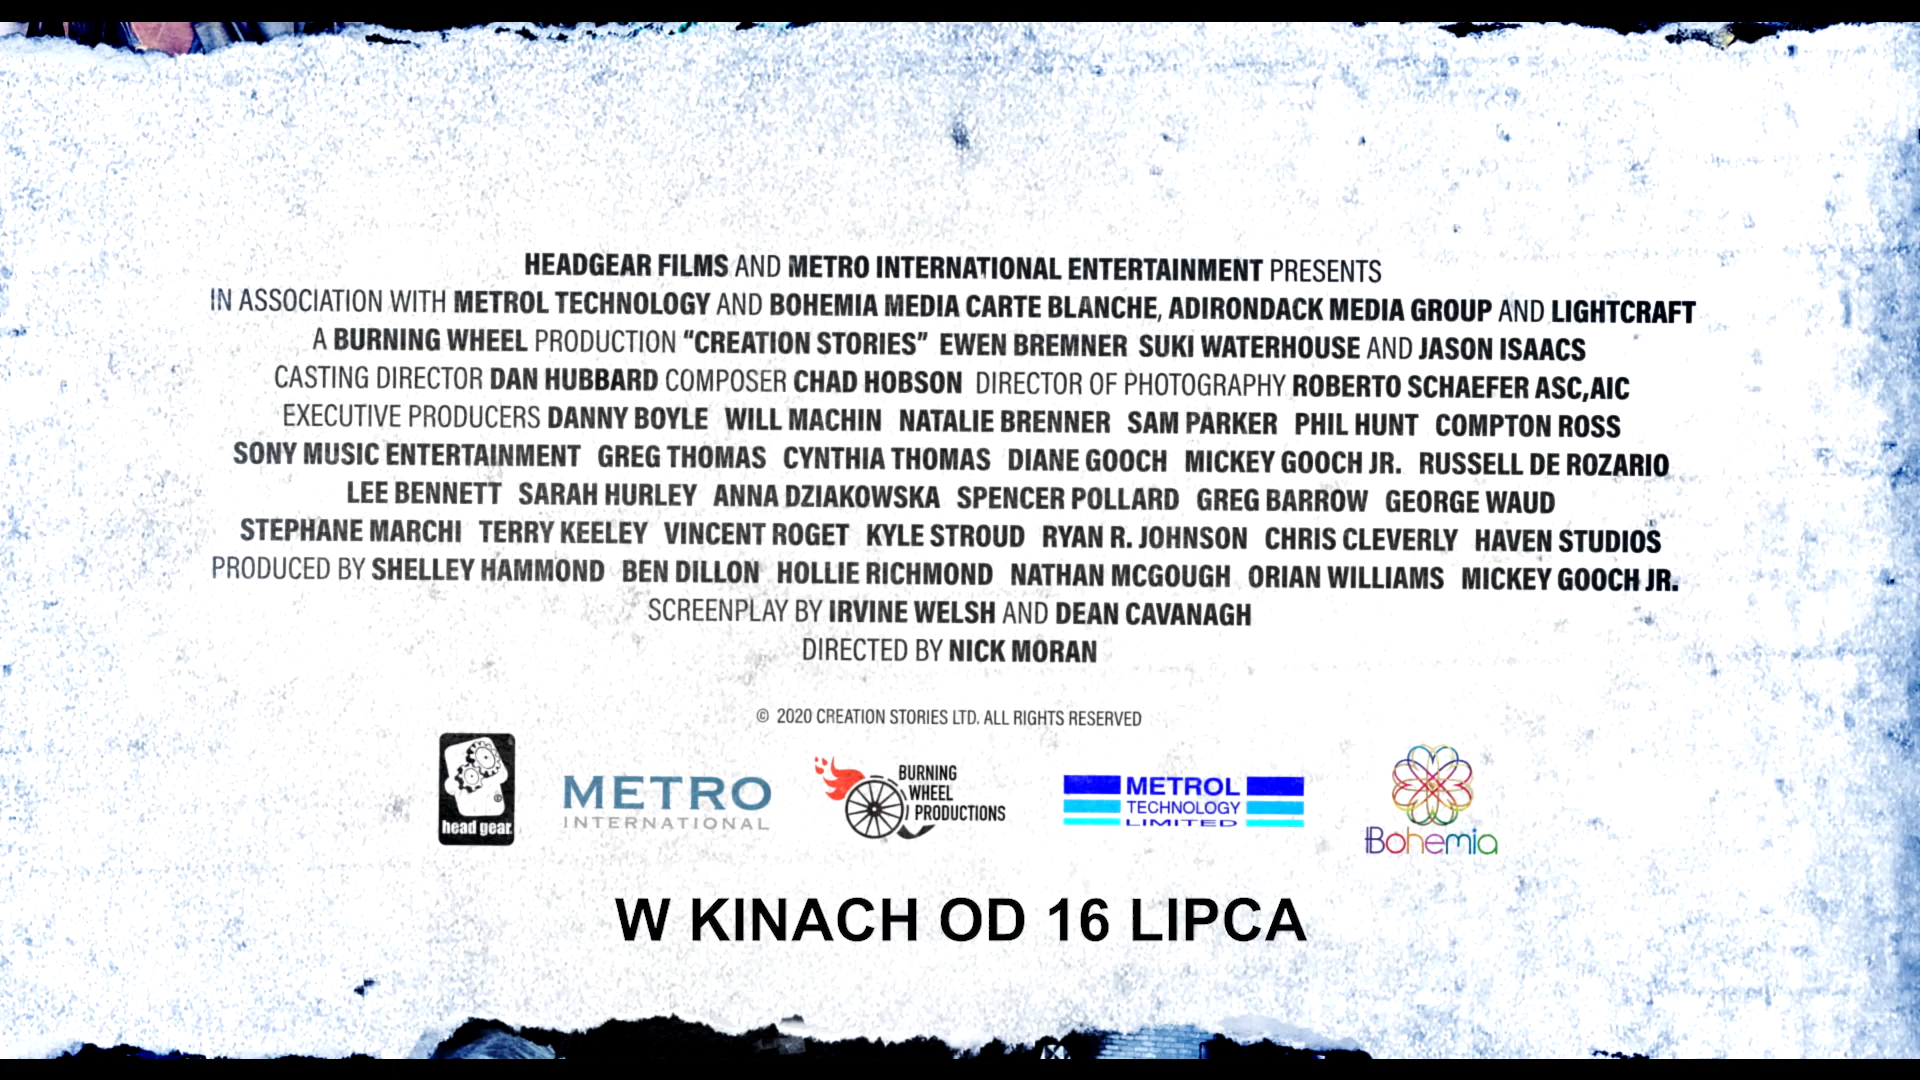 HEADGEAR FILMS AND METRO INTERNATIONAL ENTERTAINMENT PRESENTS
IN ASSOCIATION WITH METROL TECHNOLOGY AND BOHEMIA MEDIA CARTE BLANCHE, ADIRONDACK MEDIA GROUP AND LIGHTCRAFT
A BURNING WHEEL PRODUCTION “CREATION STORIES” EWEN BREMNER SUKI WATERHOUSE AND JASON ISAACS
CASTING DIRECTOR DAN HUBBARD COMPOSER CHAD HOBSON DIRECTOR OF PHOTOGRAPHY ROBERTO SCHAEFER ASC,AIC
EXECUTIVE PRODUCERS DANNY BOYLE WILL MACHIN NATALIE BRENNER SAM PARKER PHIL HUNT COMPTON ROSS
SONY MUSIC ENTERTAINMENT GREG THOMAS CYNTHIA THOMAS DIANE GOOCH MICKEY GOOCH JR. RUSSELL DE ROZARIO
LEE BENNETT SARAH HURLEY ANNA DZIAKOWSKA SPENCER POLLARD GREG BARROW GEORGE WAUD
STEPHANE MARCHI TERRY KEELEY VINCENT ROGET KYLE STROUD RYAN R. JOHNSON CHRIS CLEVERLY HAVEN STUDIOS
PRODUCED BY SHELLEY HAMMOND BEN DILLON HOLLIE RICHMOND NATHAN MCGOUGH ORIAN WILLIAMS MICKEY GOOCH JR.
SCREENPLAY BY IRVINE WELSH AND DEAN CAVANAGH
DIRECTED BY NICK MORAN
© 2020 CREATION STORIES LTD. ALL RIGHTS RESERVED
head gear
METRO
INTERNATIONAL
BURNING
WHEEL
PRODUCTIONS
METROL
TECHNOLOGY
LIMITED
Bohemia
W KINACH OD 16 LIPCA